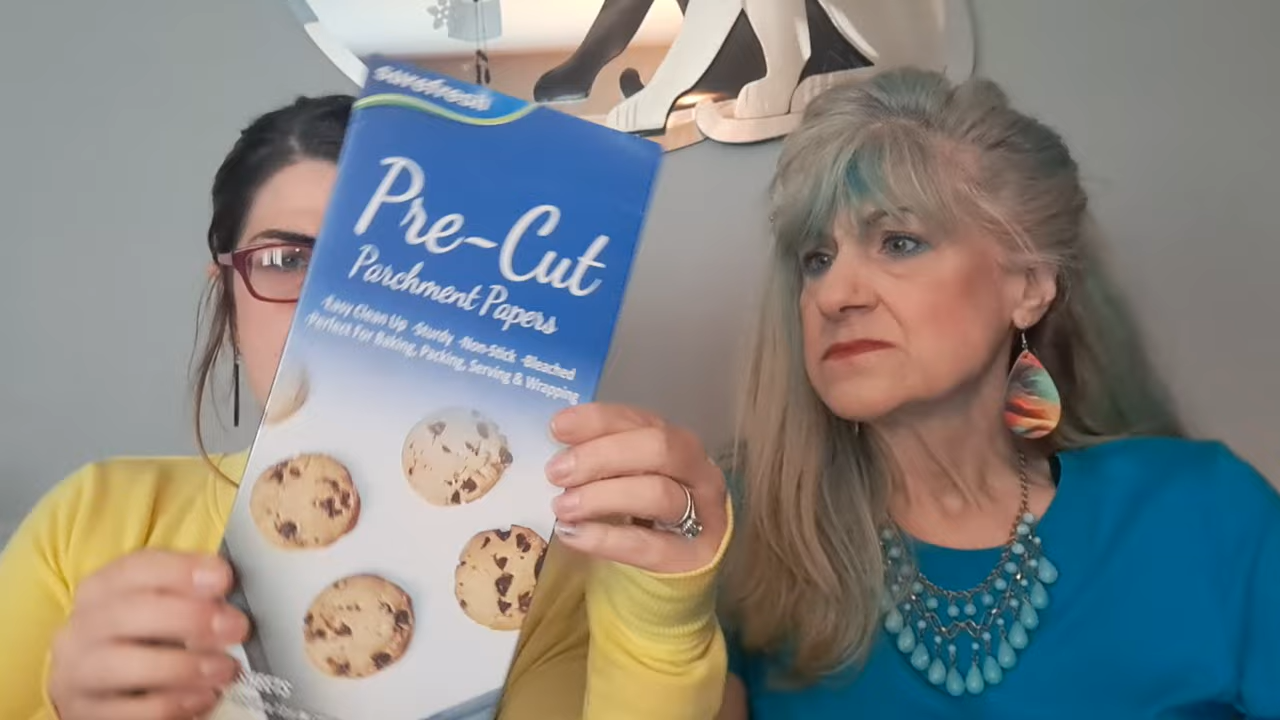 Pre-Cut
Parchment Papers
Easy Clean Up · Sturdy · Non-Stick · Bleached
Perfect For Baking, Packing, Serving & Wrapping